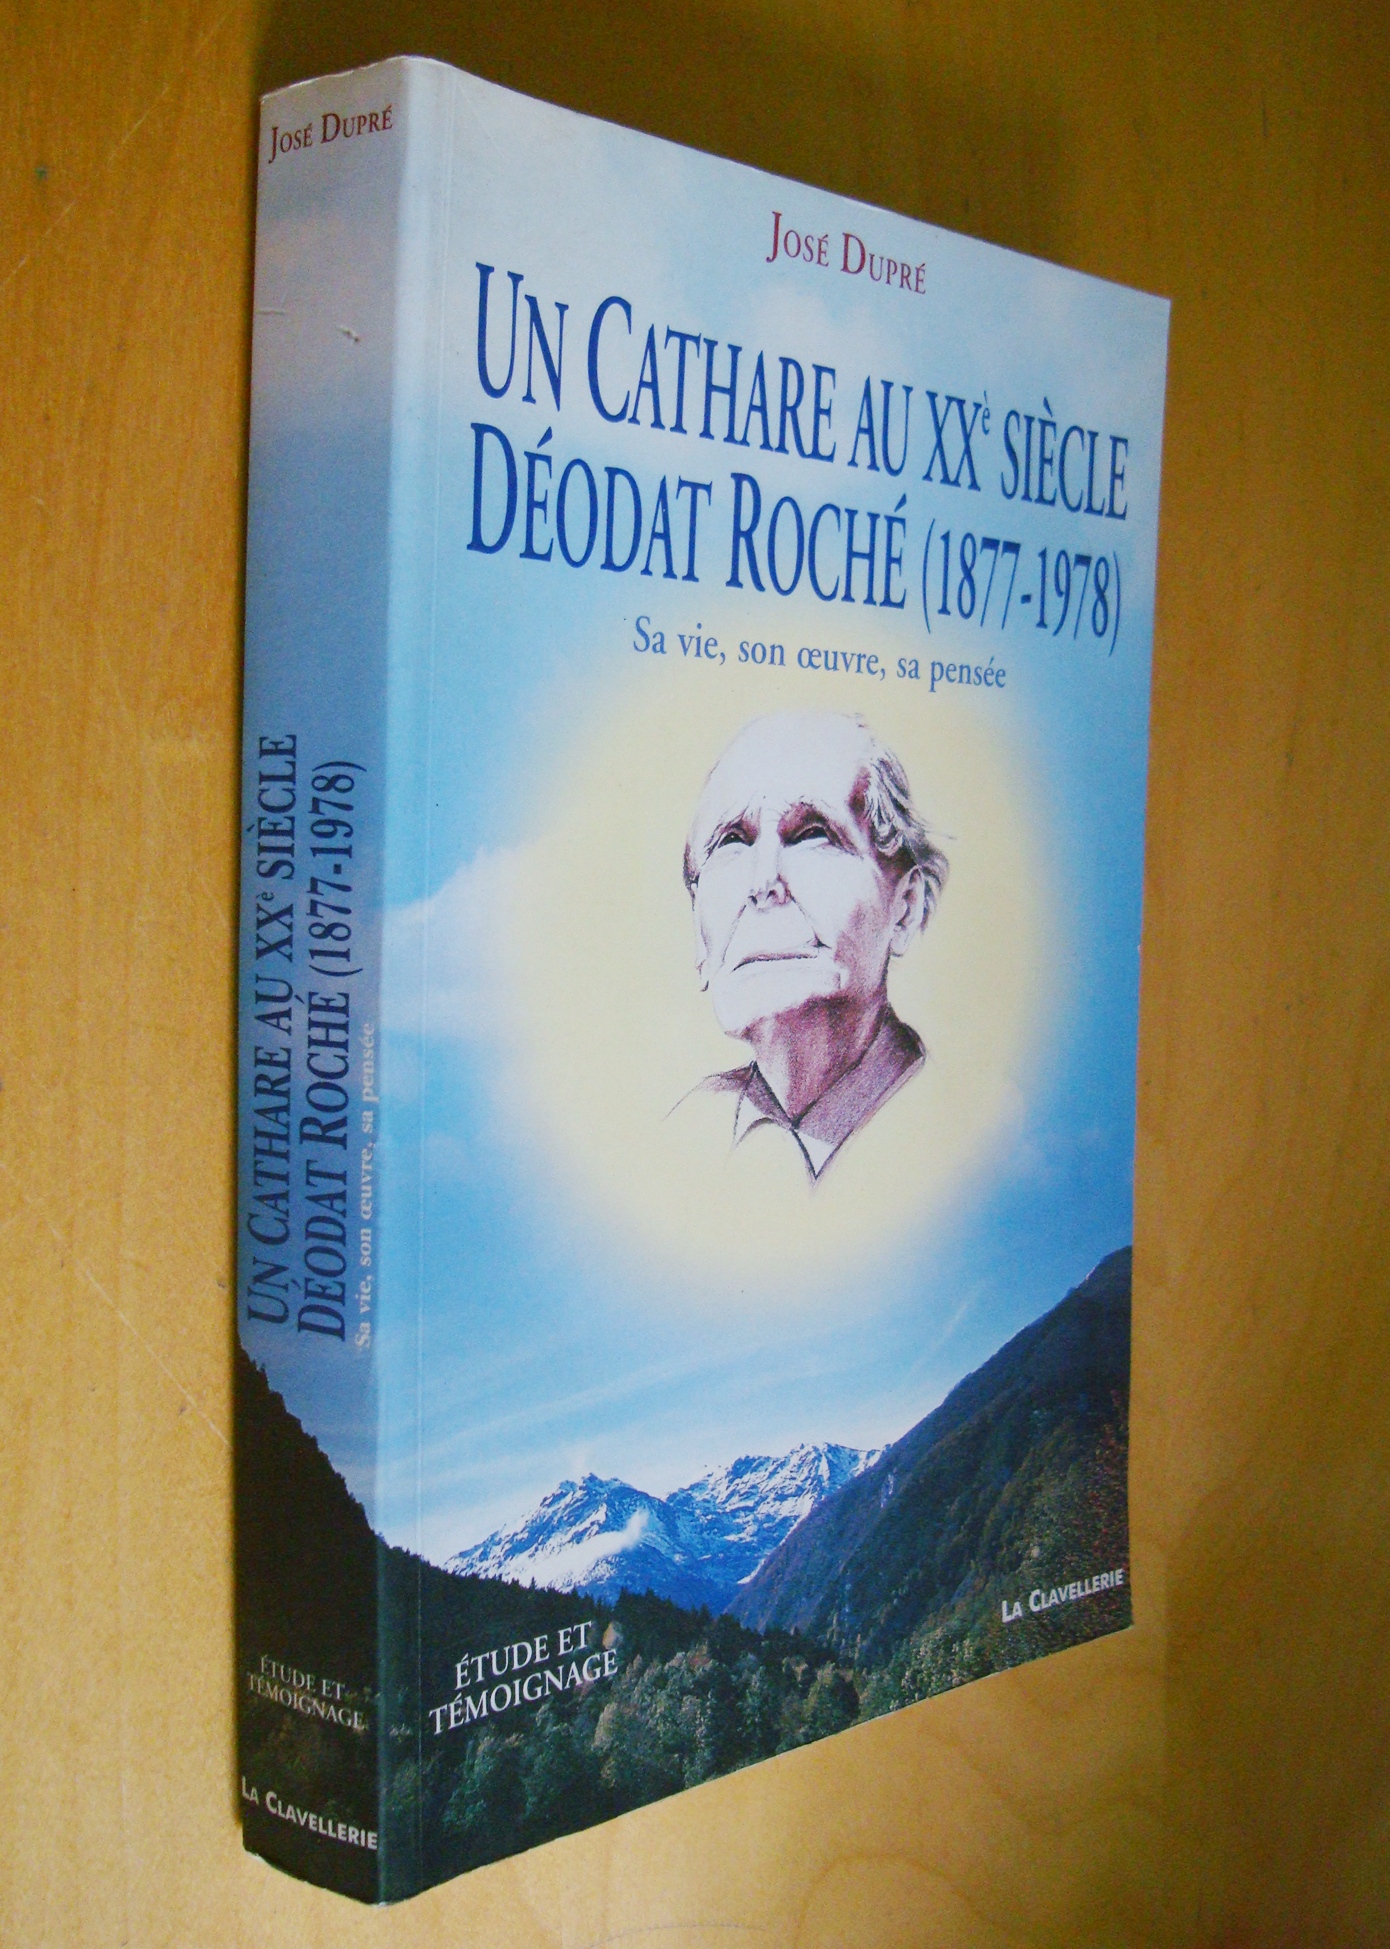 José Dupré
Un Cathare au XXè siècle
Déodat Roché (1877-1978)
Sa vie, son œuvre, sa pensée
ÉTUDE ET
TÉMOIGNAGE
La Clavellerie
José Dupré
Un Cathare au XXè siècle
Déodat Roché (1877-1978)
Sa vie, son œuvre, sa pensée
ÉTUDE ET
TÉMOIGNAGE
La Clavellerie